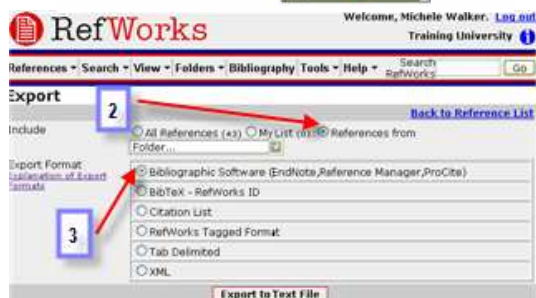 Welcome, Michele Walker. Log out
RefWorks
Training University
References Search View Folders Bibliography Tools Help Search RefWorks Go
Export
2
Back to Reference List
Include
All References (43) My List References from
Folder...
Export Format
Explanation of Export Formats
Bibliographic Software (EndNote,Reference Manager,ProCite)
BibTeX - RefWorks ID
Citation List
3
RefWorks Tagged Format
Tab Delimited
XML
Export to Text File